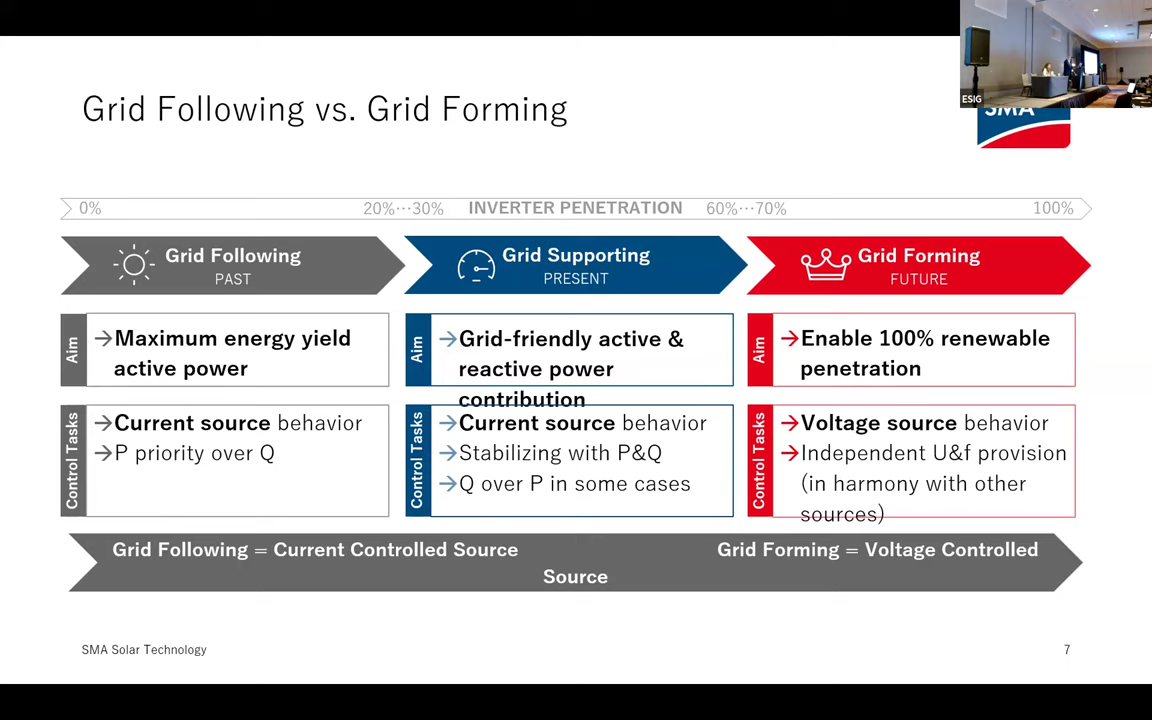 ESIG
SMA
Grid Following vs. Grid Forming
0% 20%···30% INVERTER PENETRATION 60%···70% 100%
Grid Following
PAST
Grid Supporting
PRESENT
Grid Forming
FUTURE
Aim
→Maximum energy yield
active power
Aim
→Grid-friendly active &
reactive power
contribution
Aim
→Enable 100% renewable
penetration
Control Tasks
→Current source behavior
→P priority over Q
Control Tasks
→Current source behavior
→Stabilizing with P&Q
→Q over P in some cases
Control Tasks
→Voltage source behavior
→Independent U&f provision
(in harmony with other
sources)
Grid Following = Current Controlled Source Grid Forming = Voltage Controlled
Source
SMA Solar Technology 7